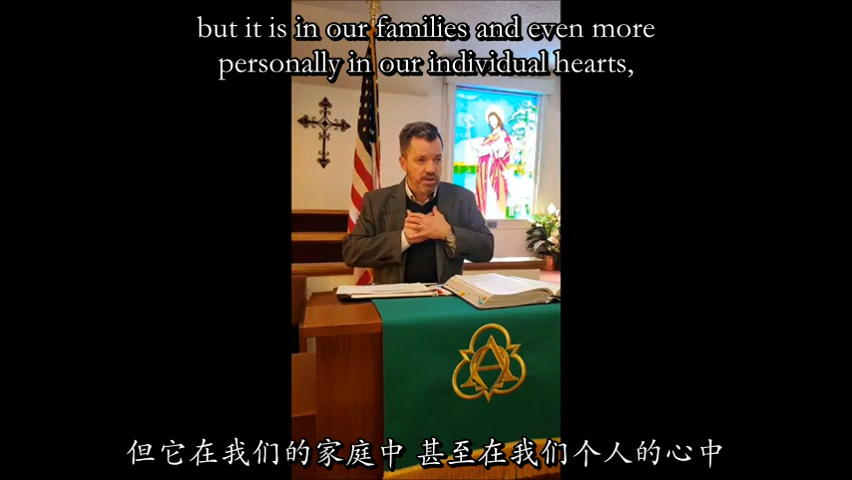 but it is in our families and even more
personally in our individual hearts,
但它在我们的家庭中 甚至在我们个人的心中